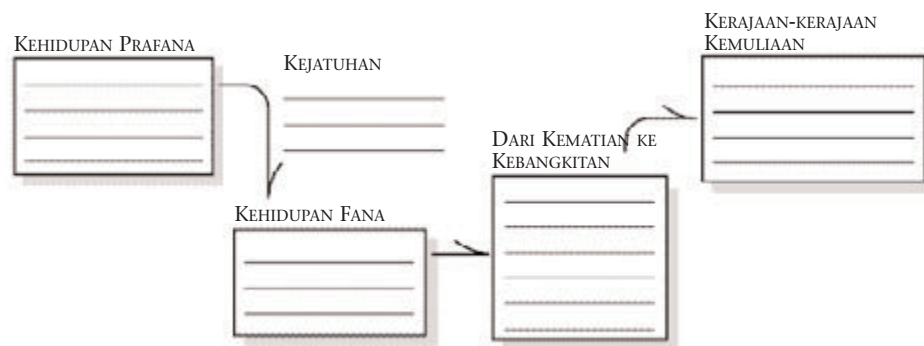 KEHIDUPAN PRAFANA
KEJATUHAN
KEHIDUPAN FANA
DARI KEMATIAN KE
KEBANGKITAN
KERAJAAN-KERAJAAN
KEMULIAAN